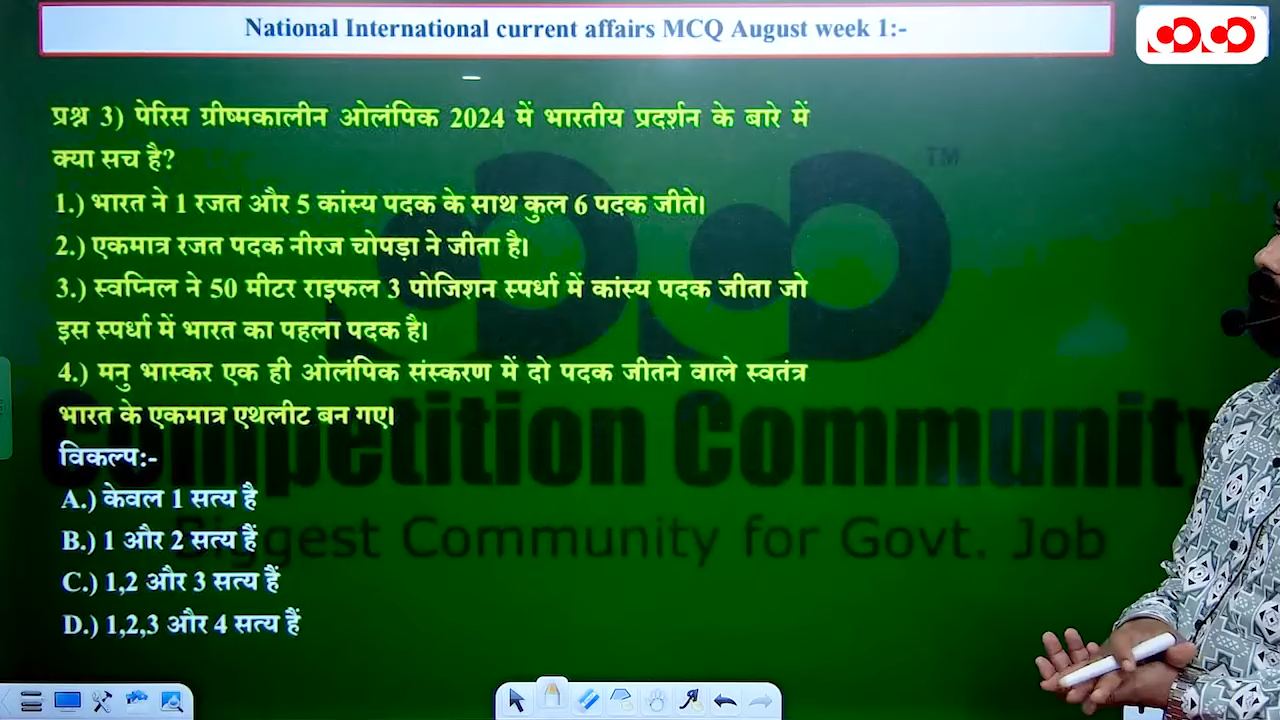 National International current affairs MCQ August week 1:-
TM
प्रश्न 3) पेरिस ग्रीष्मकालीन ओलंपिक 2024 में भारतीय प्रदर्शन के बारे में
क्या सच है?
TM
1.) भारत ने 1 रजत और 5 कांस्य पदक के साथ कुल 6 पदक जीते।
2.) एकमात्र रजत पदक नीरज चोपड़ा ने जीता है।
3.) स्वप्निल ने 50 मीटर राइफल 3 पोजिशन स्पर्धा में कांस्य पदक जीता जो
इस स्पर्धा में भारत का पहला पदक है।
4.) मनु भास्कर एक ही ओलंपिक संस्करण में दो पदक जीतने वाले स्वतंत्र
भारत के एकमात्र एथलीट बन गए।
Competition Community
विकल्प:-
A.) केवल 1 सत्य है
B.) 1 और 2 सत्य हैं
Biggest Community for Govt. Job
C.) 1,2 और 3 सत्य हैं
D.) 1,2,3 और 4 सत्य हैं